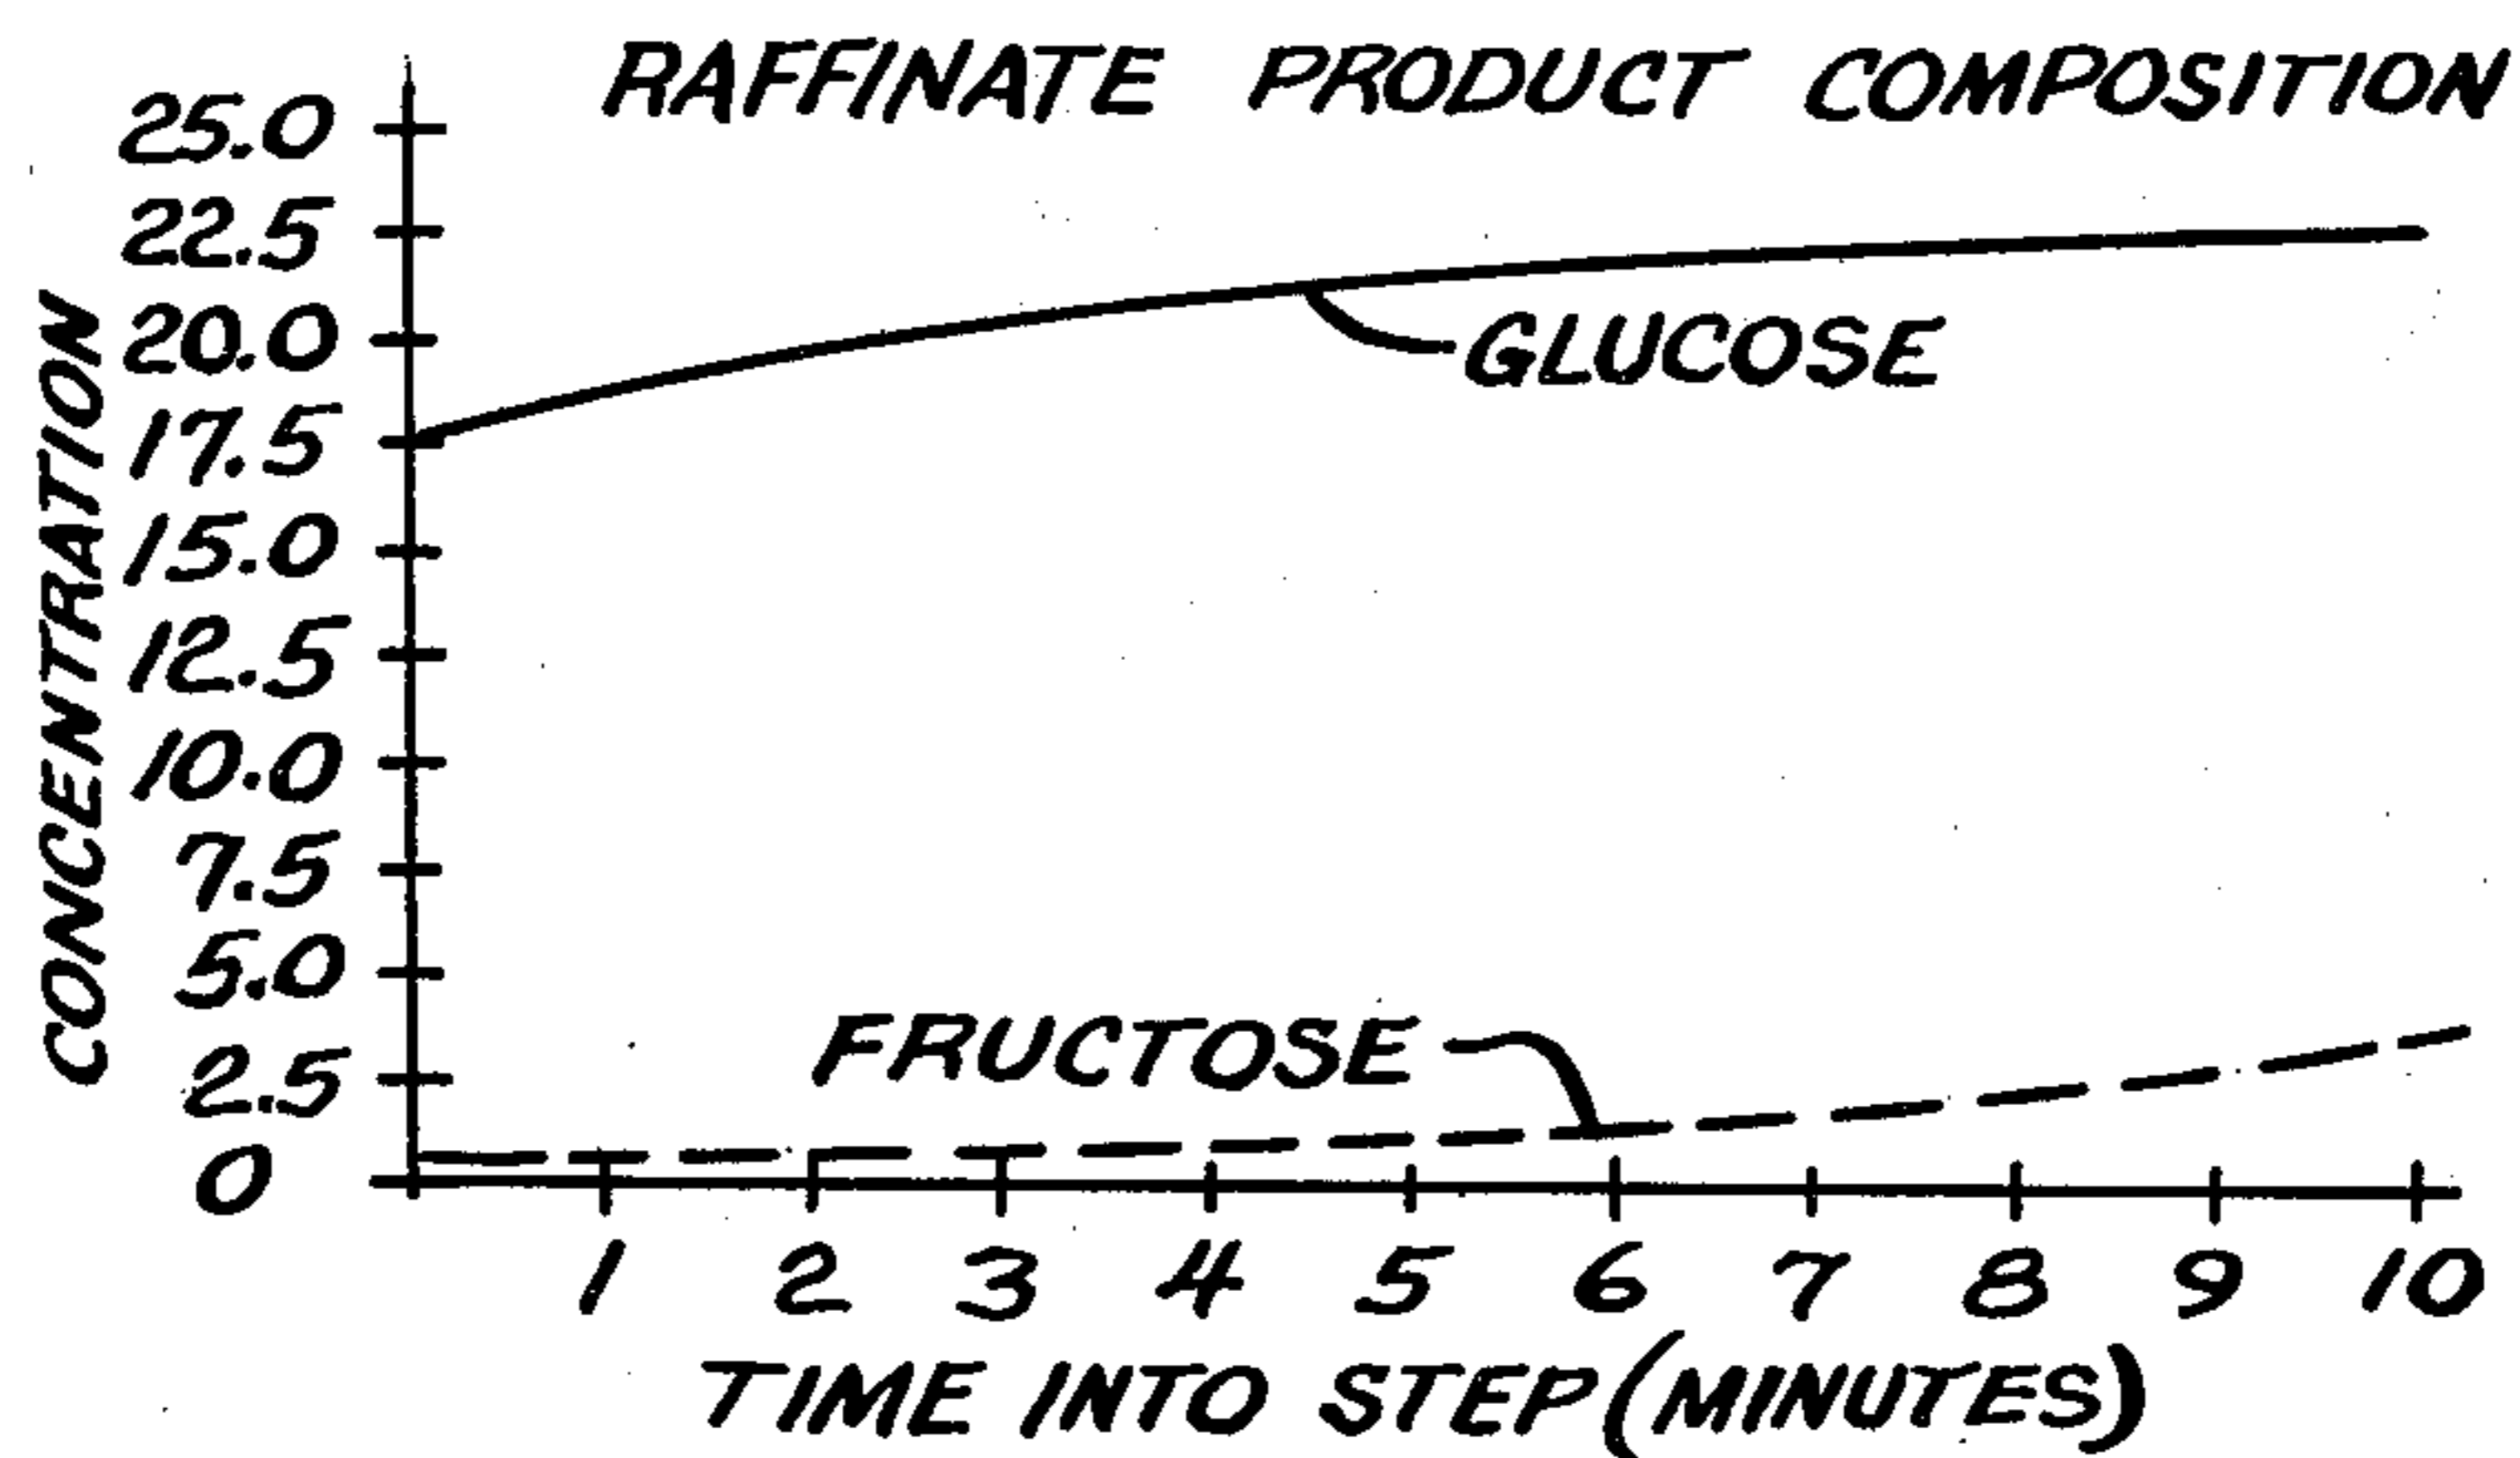 RAFFINATE PRODUCT COMPOSITION
25.0
22.5
20.0
17.5
15.0
12.5
10.0
7.5
5.0
2.5
0
CONCENTRATION
GLUCOSE
FRUCTOSE
1 2 3 4 5 6 7 8 9 10
TIME INTO STEP (MINUTES)